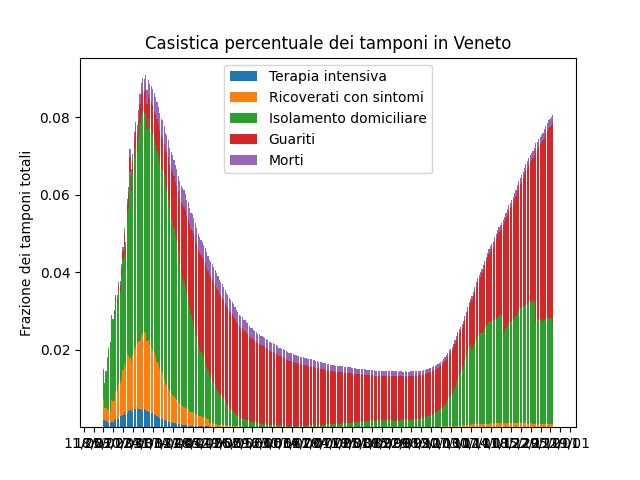 Casistica percentuale dei tamponi in Veneto
Terapia intensiva
Ricoverati con sintomi
Isolamento domiciliare
Guariti
Morti
Frazione dei tamponi totali
0.08
0.06
0.04
0.02